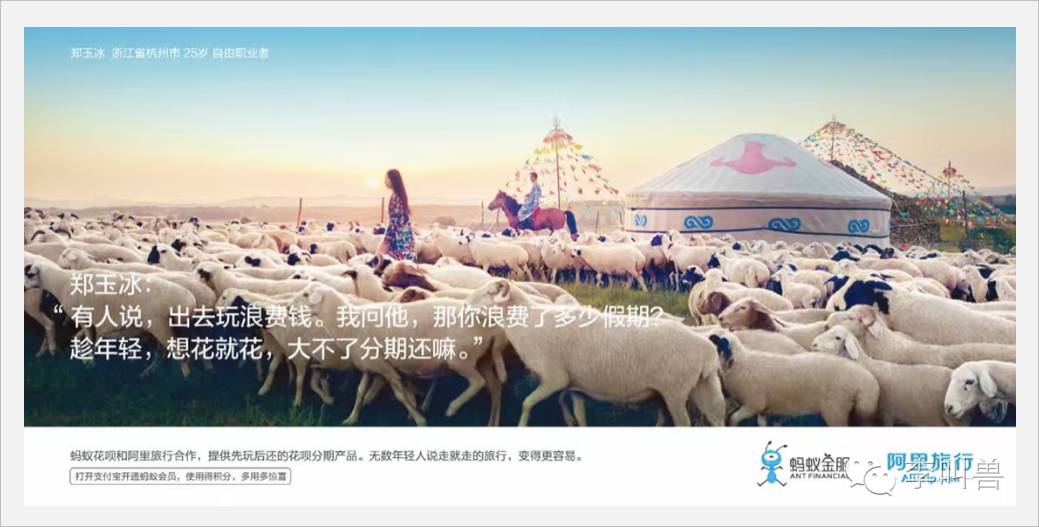 郑玉冰 浙江省杭州市 25岁 自由职业者
郑玉冰：
“有人说，出去玩浪费钱。我问他，那你浪费了多少假期？
趁年轻，想花就花，大不了分期还嘛。”
蚂蚁花呗和阿里旅行合作，提供先玩后还的花呗分期产品。无数年轻人说走就走的旅行，变得更容易。
打开支付宝开通蚂蚁会员，使用得积分，多用多惊喜
蚂蚁金服
ANT FINANCIAL
阿里旅行
李叫兽